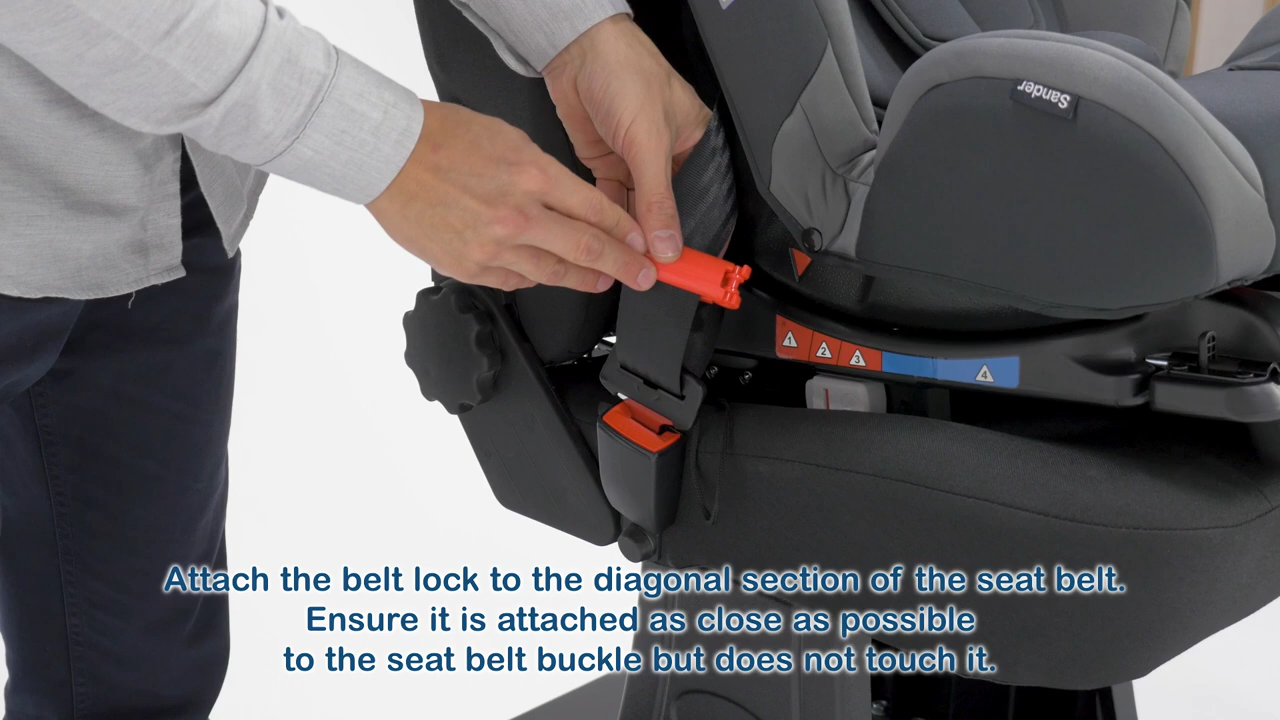 Sander
1
2
3
4
Attach the belt lock to the diagonal section of the seat belt.
Ensure it is attached as close as possible
to the seat belt buckle but does not touch it.